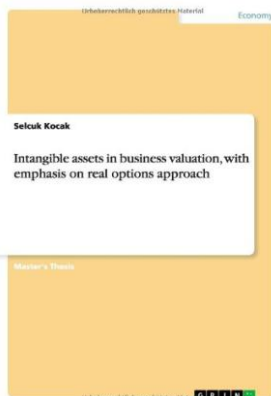 Urheberrechtlich geschütztes Material
Economy
Selcuk Kocak
Intangible assets in business valuation, with
emphasis on real options approach
Master's Thesis
GRIN